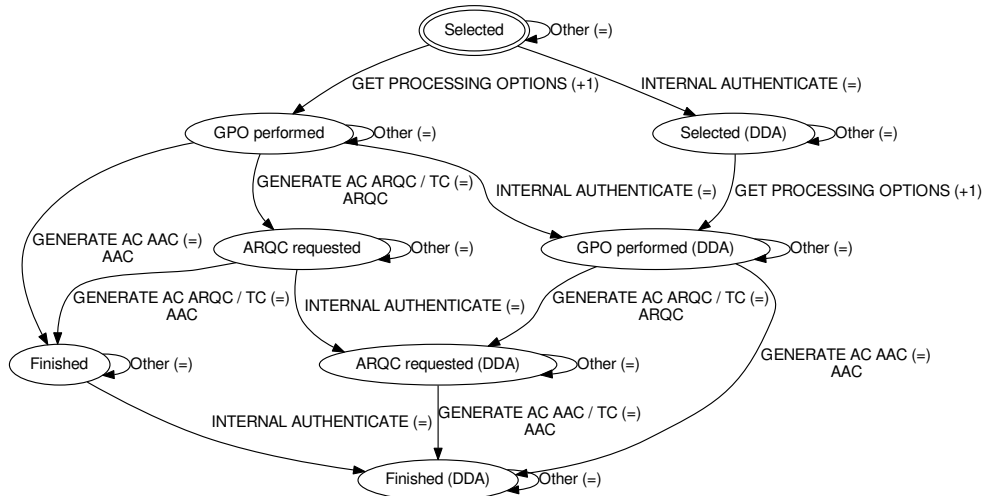 Selected
Other (=)
GET PROCESSING OPTIONS (+1)
INTERNAL AUTHENTICATE (=)
GPO performed
Other (=)
Selected (DDA)
Other (=)
GENERATE AC ARQC / TC (=)
ARQC
INTERNAL AUTHENTICATE (=)
GET PROCESSING OPTIONS (+1)
GENERATE AC AAC (=)
AAC
ARQC requested
Other (=)
GPO performed (DDA)
Other (=)
GENERATE AC ARQC / TC (=)
AAC
INTERNAL AUTHENTICATE (=)
GENERATE AC ARQC / TC (=)
ARQC
GENERATE AC AAC (=)
AAC
Finished
Other (=)
ARQC requested (DDA)
Other (=)
INTERNAL AUTHENTICATE (=)
GENERATE AC AAC / TC (=)
AAC
Finished (DDA)
Other (=)